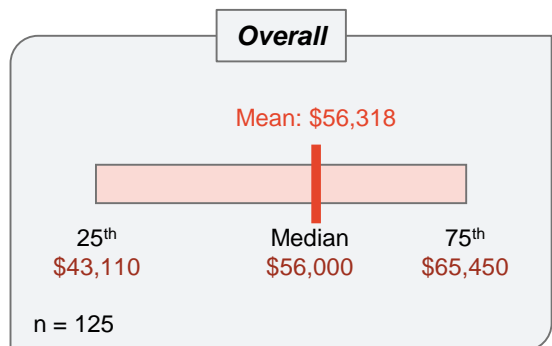 Overall
Mean: $56,318
25th Median 75th
$43,110 $56,000 $65,450
n = 125